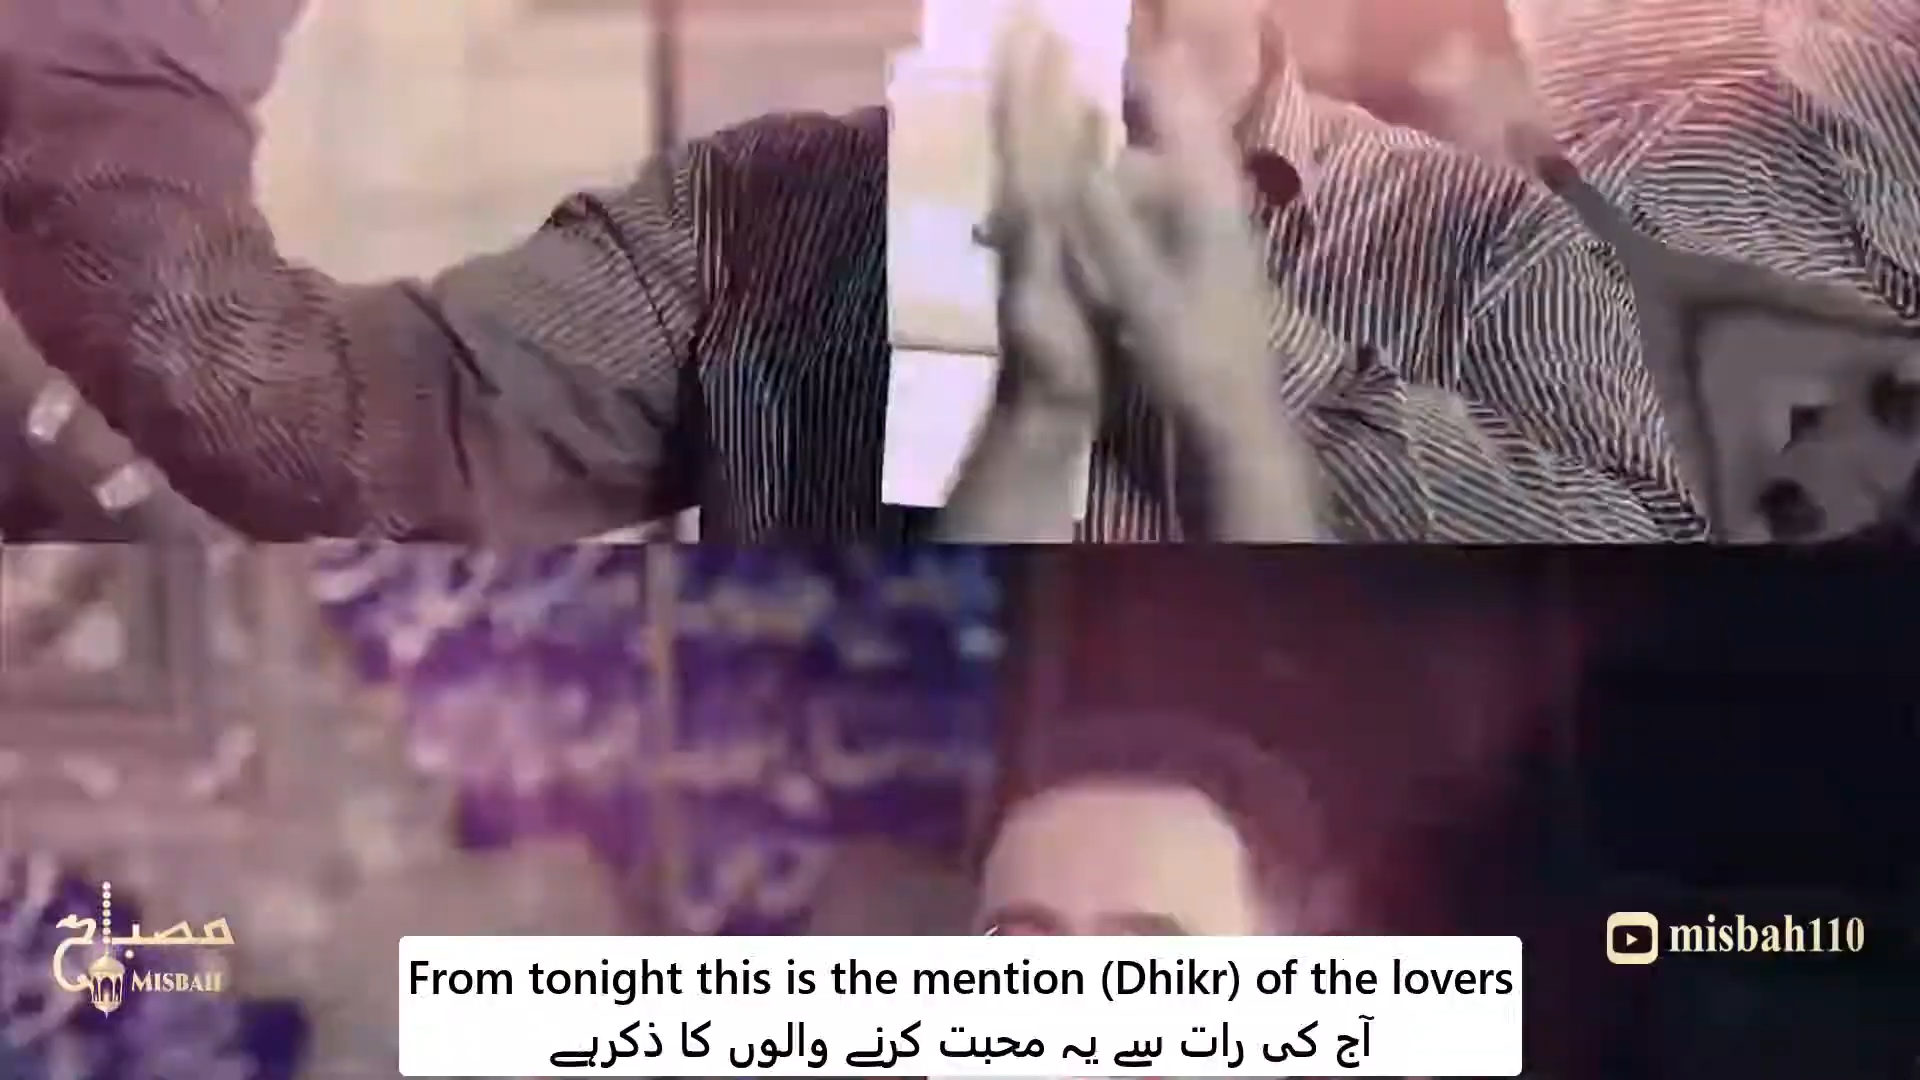 مصباح
MISBAH
misbah110
From tonight this is the mention (Dhikr) of the lovers
آج کی رات سے یہ محبت کرنے والوں کا ذکرہے